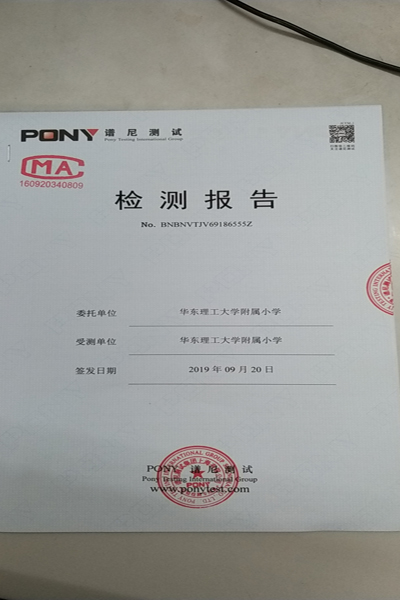 PONY 谱尼测试
Pony Testing International Group
CMA
160920340809
检测报告
No. BNBNVTJV69186555Z
委托单位 华东理工大学附属小学
受测单位 华东理工大学附属小学
签发日期 2019 年 09 月 20 日
PONY 谱尼测试
Pony Testing International Group
www.ponytest.com
PONY